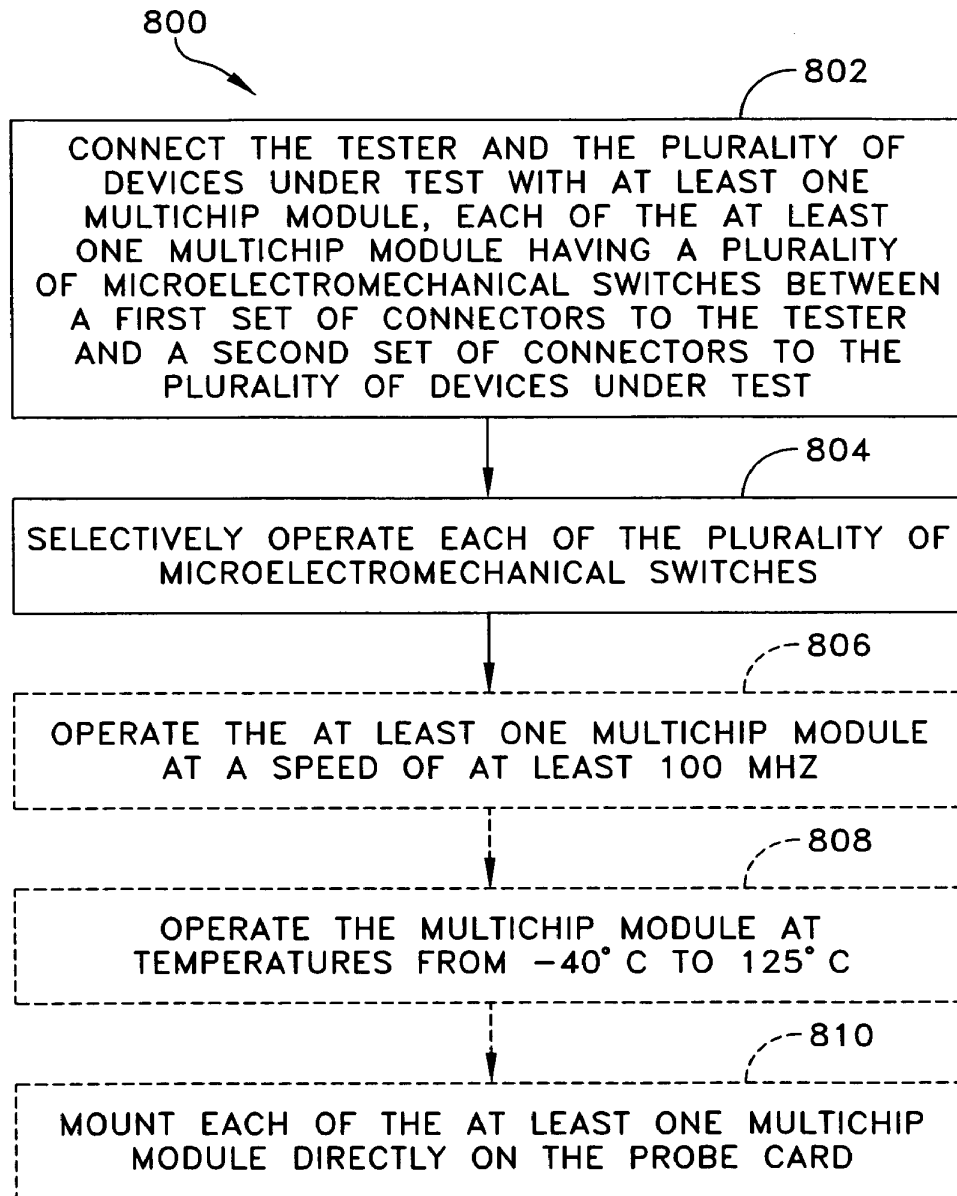 800
802
CONNECT THE TESTER AND THE PLURALITY OF
DEVICES UNDER TEST WITH AT LEAST ONE
MULTICHIP MODULE, EACH OF THE AT LEAST
ONE MULTICHIP MODULE HAVING A PLURALITY
OF MICROELECTROMECHANICAL SWITCHES BETWEEN
A FIRST SET OF CONNECTORS TO THE TESTER
AND A SECOND SET OF CONNECTORS TO THE
PLURALITY OF DEVICES UNDER TEST
804
SELECTIVELY OPERATE EACH OF THE PLURALITY OF
MICROELECTROMECHANICAL SWITCHES
806
OPERATE THE AT LEAST ONE MULTICHIP MODULE
AT A SPEED OF AT LEAST 100 MHZ
808
OPERATE THE MULTICHIP MODULE AT
TEMPERATURES FROM −40° C TO 125° C
810
MOUNT EACH OF THE AT LEAST ONE MULTICHIP
MODULE DIRECTLY ON THE PROBE CARD